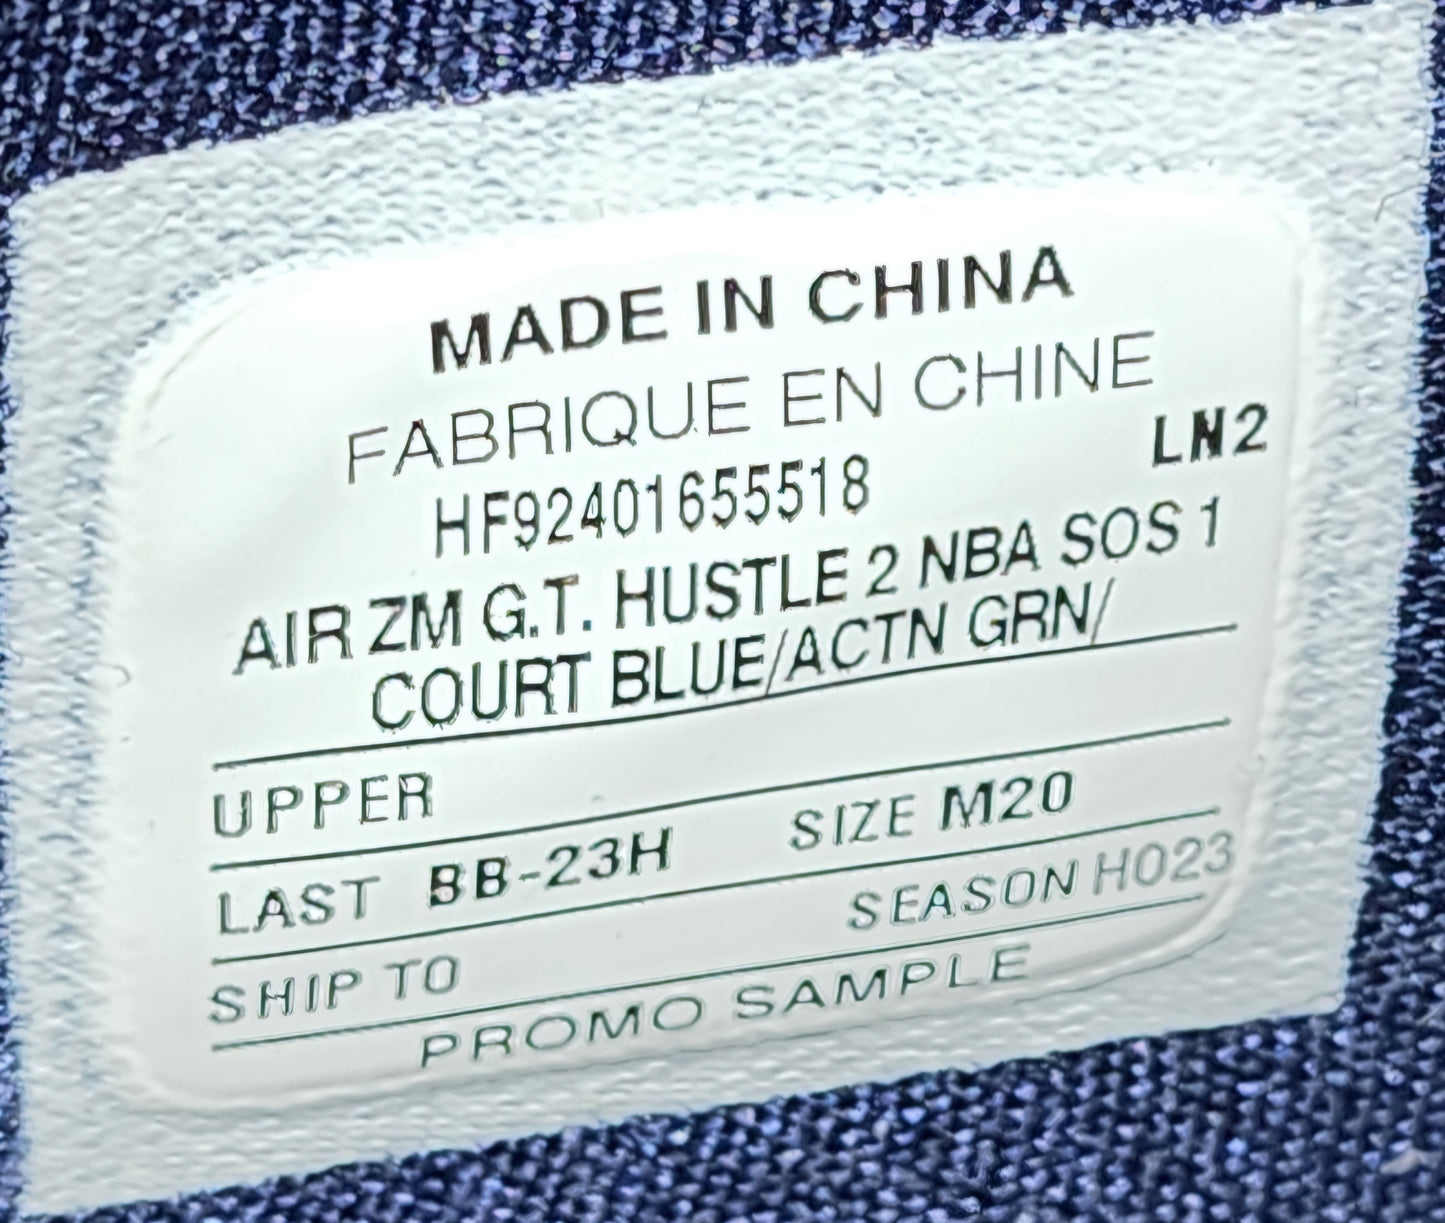 MADE IN CHINA
FABRIQUE EN CHINE
LN2
HF92401655518
AIR ZM G.T. HUSTLE 2 NBA SOS 1
COURT BLUE/ACTN GRN/
UPPER
LAST BB-23H SIZE M20
SHIP TO SEASON HO23
PROMO SAMPLE